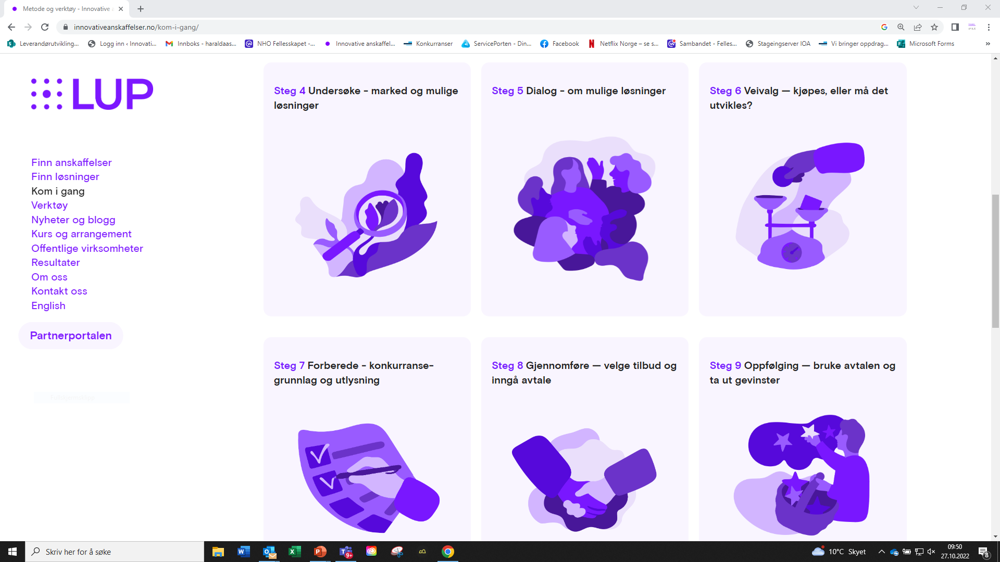 Metode og verktøy - Innovative a
innovativeanskaffelser.no/kom-i-gang/
Leverandørutvikling...
Logg inn ‹ Innovati...
Innboks - haraldaas...
NHO Fellesskapet -...
Innovative anskaffel...
Konkurranser
ServicePorten - Din...
Facebook
Netflix Norge – se s...
Sambandet - Felles...
Stageingserver IOA
Vi bringer oppdrag...
Microsoft Forms
»
LUP
Finn anskaffelser
Finn løsninger
Kom i gang
Verktøy
Nyheter og blogg
Kurs og arrangement
Offentlige virksomheter
Resultater
Om oss
Kontakt oss
English
Partnerportalen
Steg 4 Undersøke - marked og mulige
løsninger
Steg 5 Dialog - om mulige løsninger
Steg 6 Veivalg — kjøpes, eller må det
utvikles?
Steg 7 Forberede - konkurranse-
grunnlag og utlysning
Steg 8 Gjennomføre — velge tilbud og
inngå avtale
Steg 9 Oppfølging — bruke avtalen og
ta ut gevinster
Skriv her for å søke
9+
10°C Skyet
09:50
27.10.2022
8